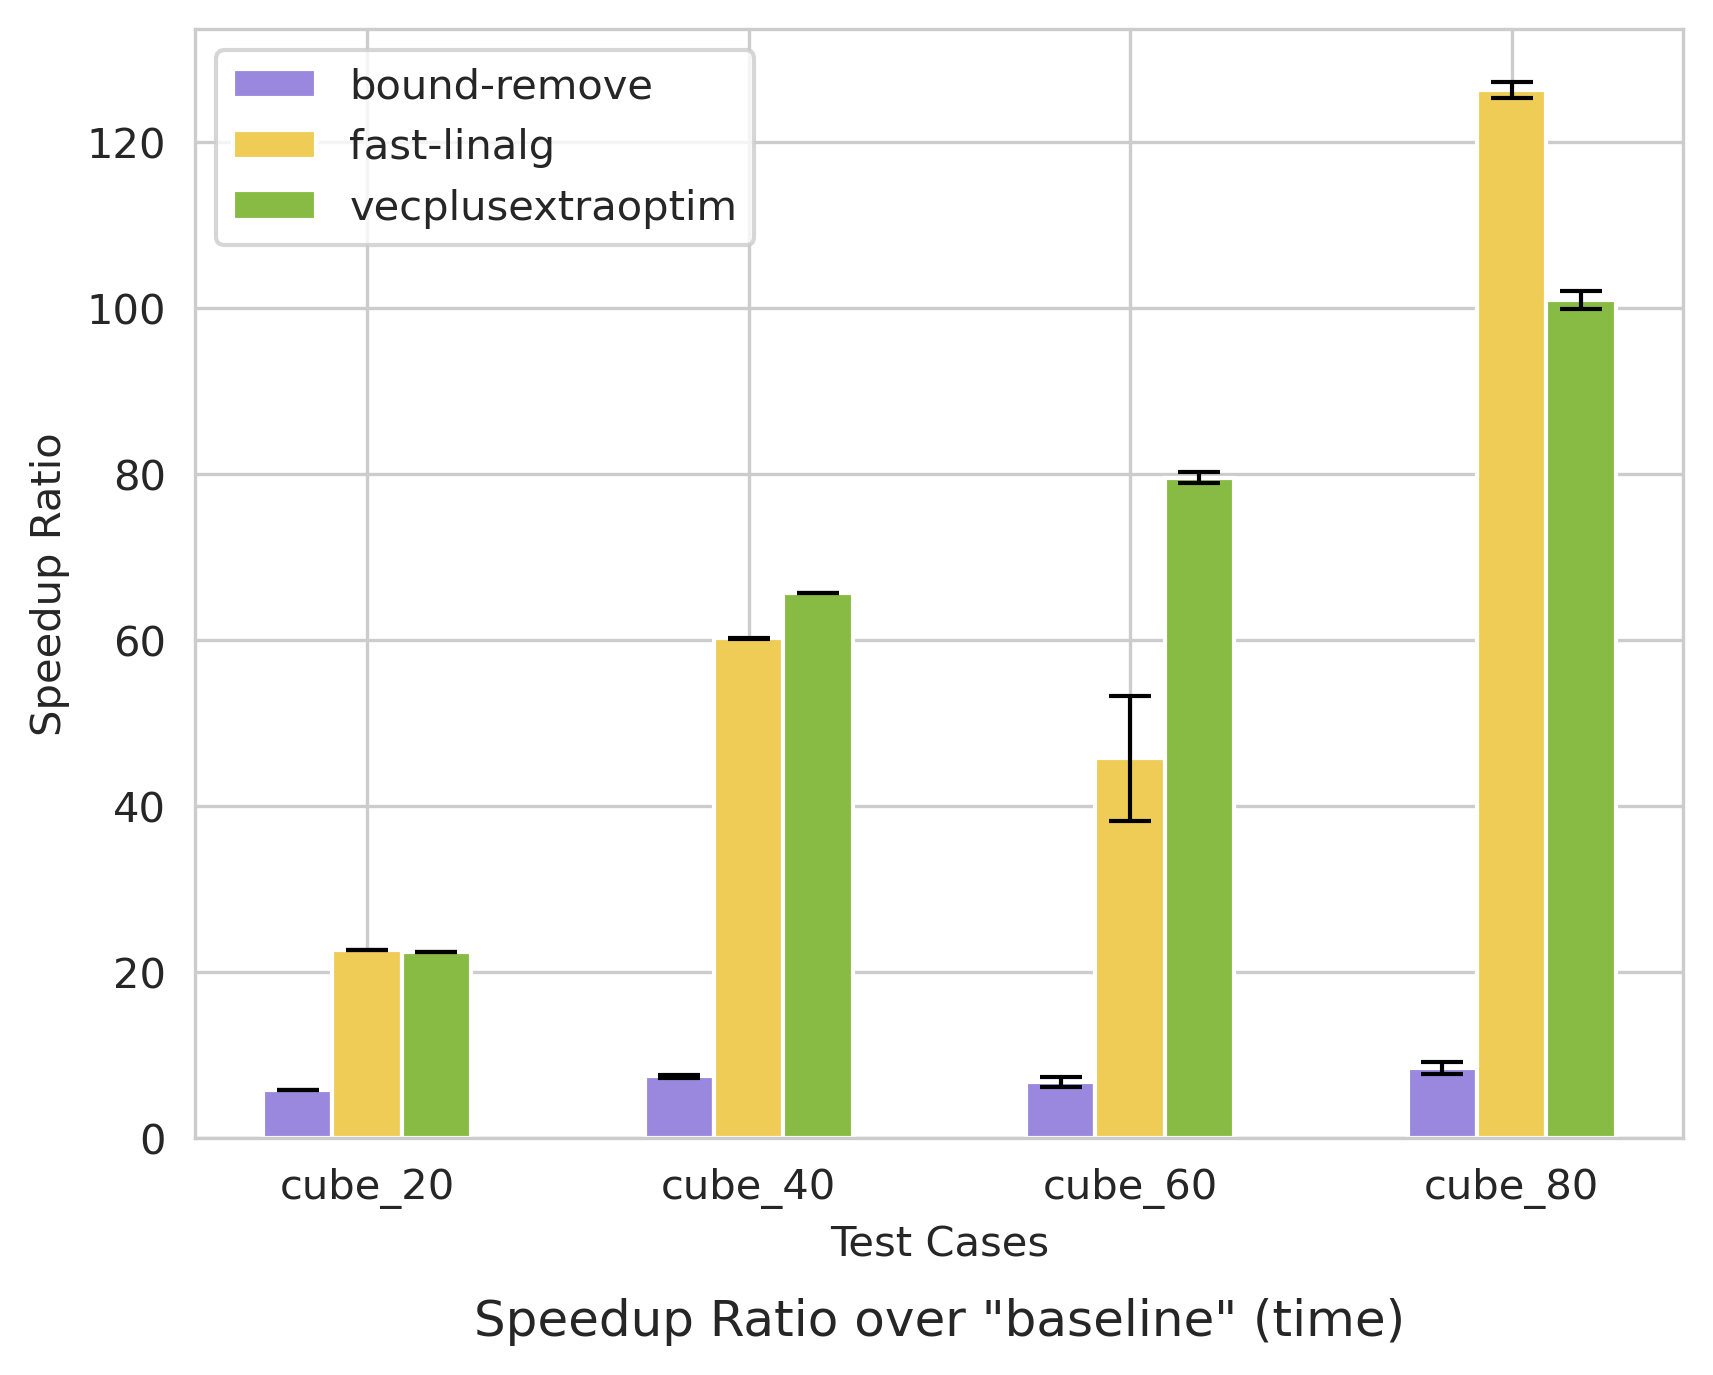 bound-remove
fast-linalg
vecplusextraoptim
120
100
80
60
40
20
0
Speedup Ratio
cube_20 cube_40 cube_60 cube_80
Test Cases
Speedup Ratio over "baseline" (time)